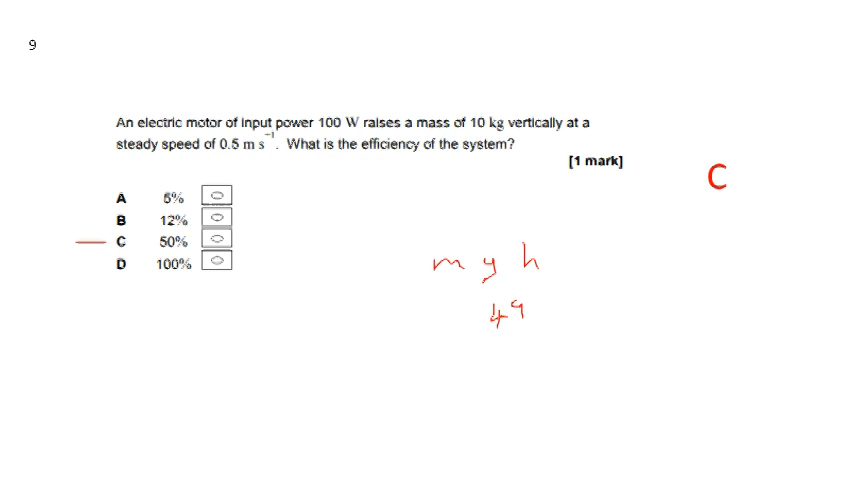 9
An electric motor of input power 100 W raises a mass of 10 kg vertically at a
steady speed of 0.5 m s⁻¹. What is the efficiency of the system?
[1 mark]
C
A 5%
B 12%
C 50%
D 100%
m g h
49